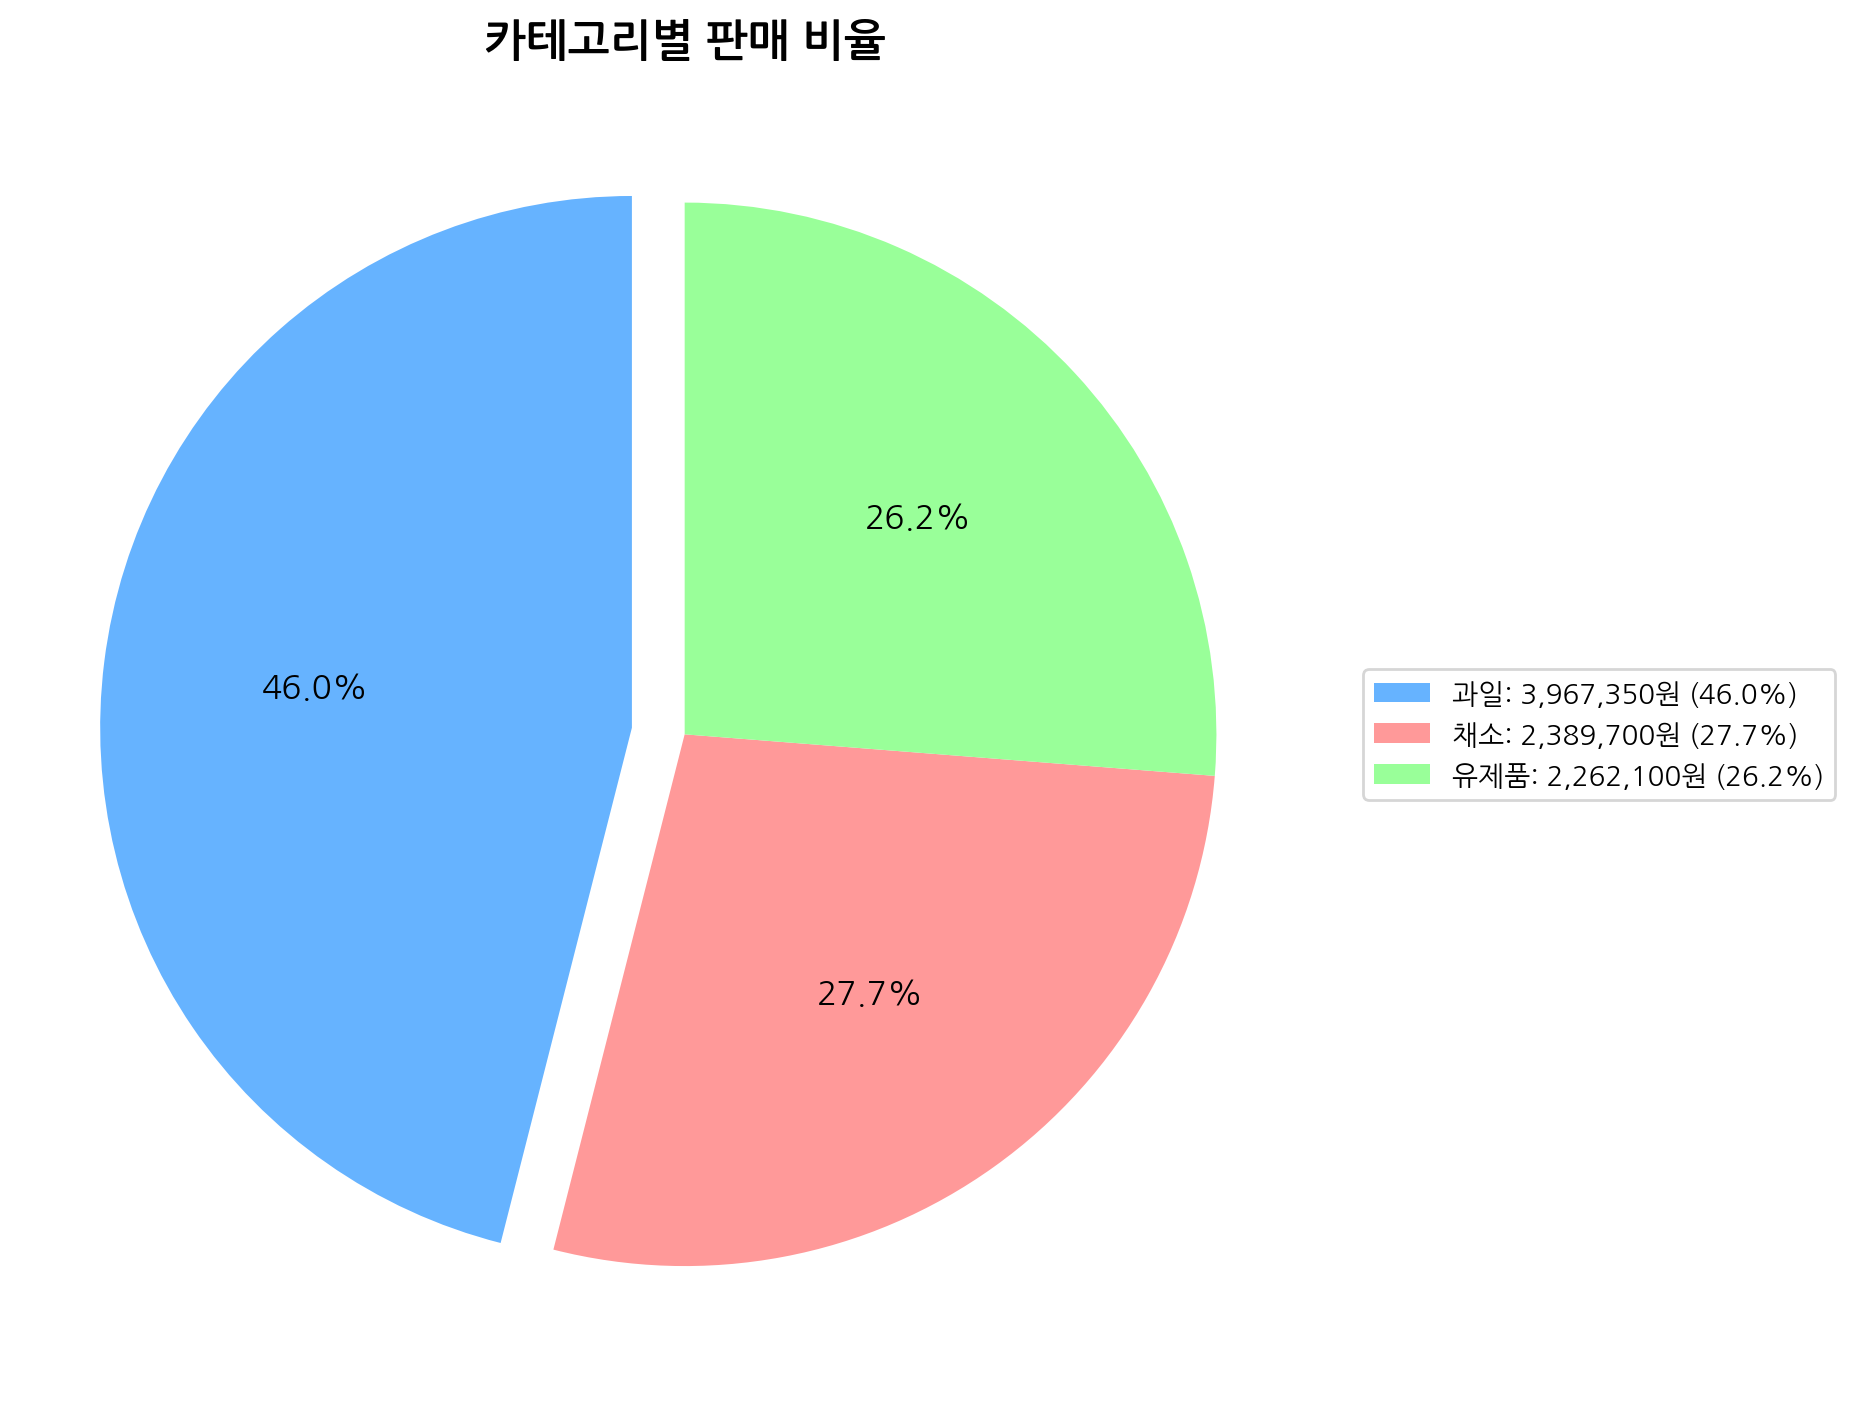 카테고리별 판매 비율
26.2%
46.0%
27.7%
과일: 3,967,350원 (46.0%)
채소: 2,389,700원 (27.7%)
유제품: 2,262,100원 (26.2%)